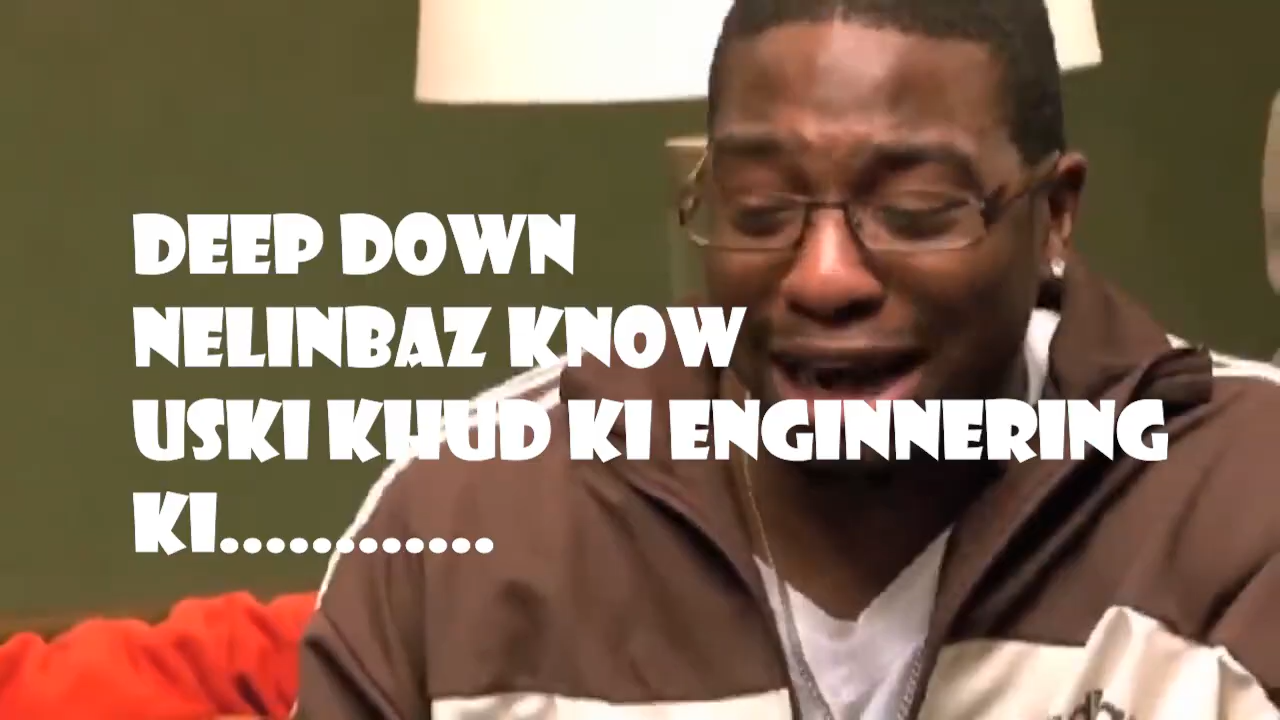 DEEP DOWN
NELINBAZ KNOW
USKI KHUD KI ENGINNERING
KI............